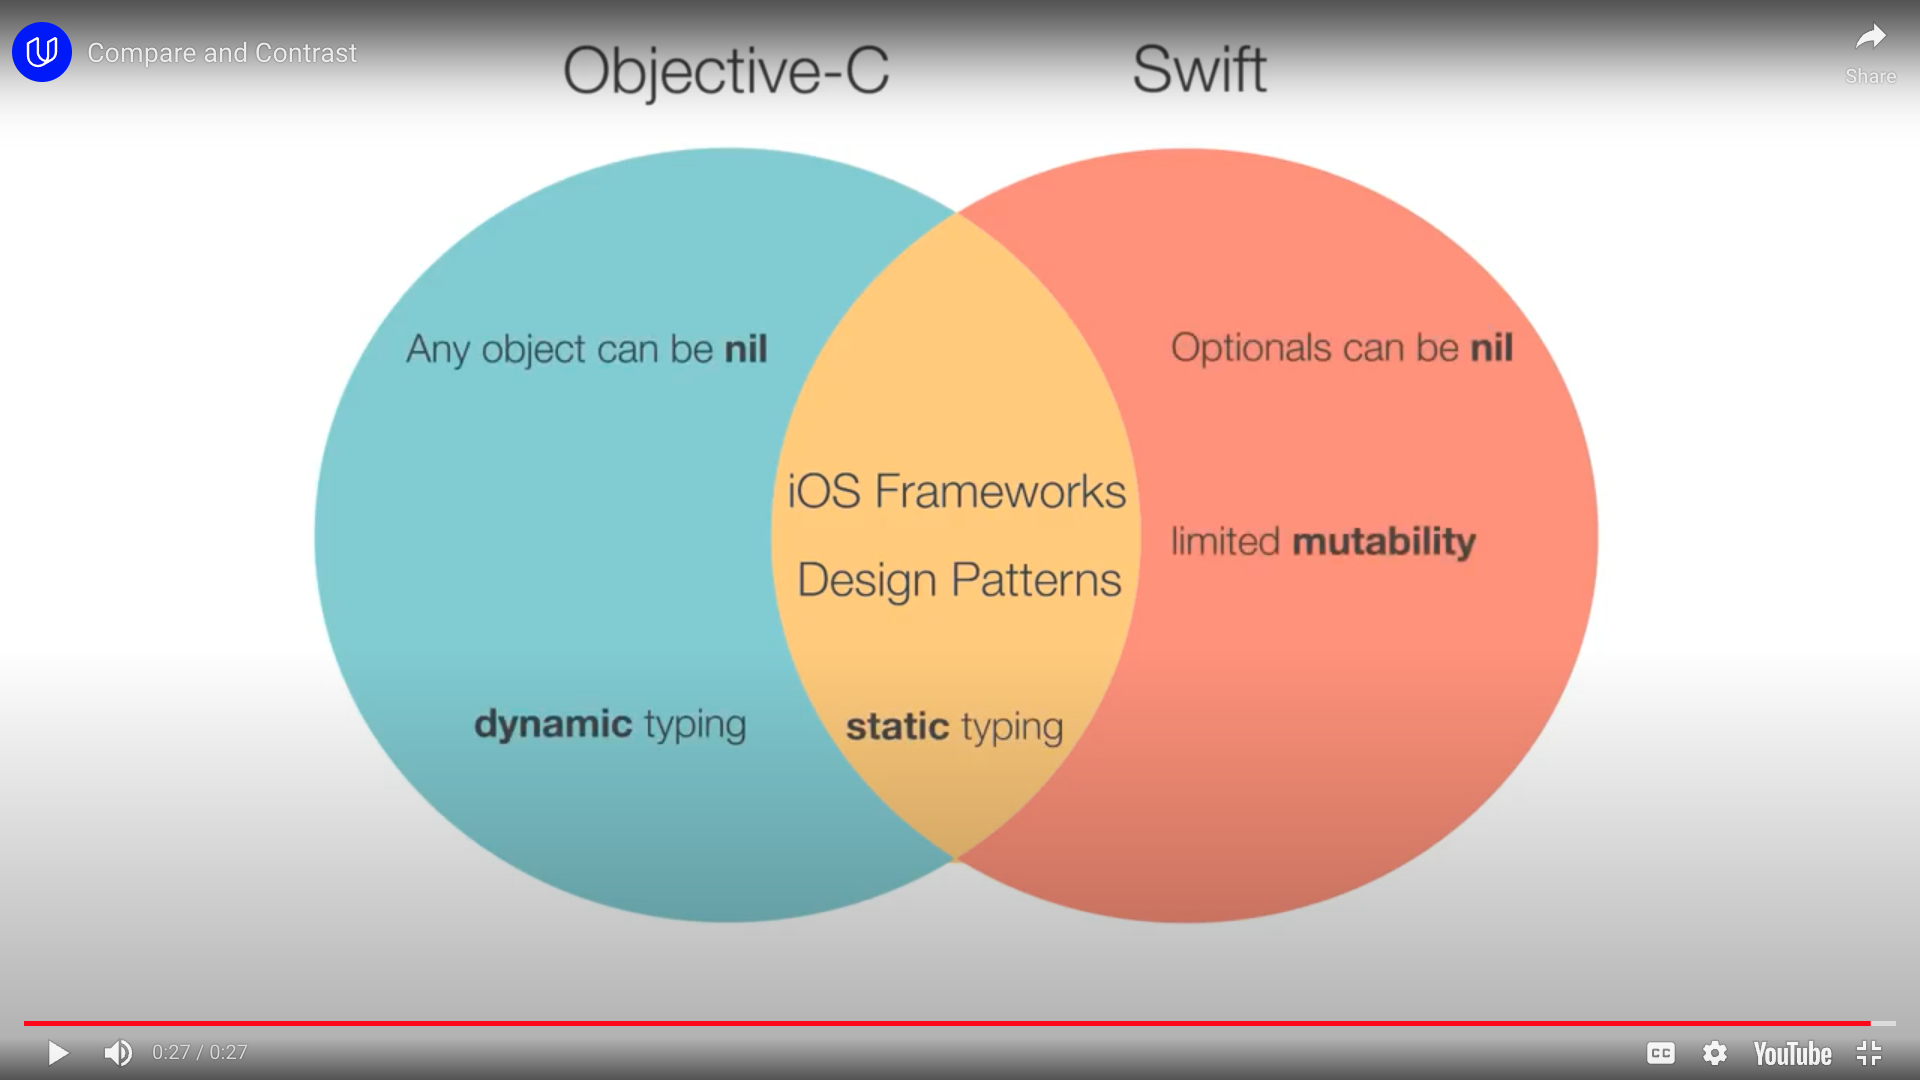 Compare and Contrast
Objective-C
Swift
Share
Any object can be nil
Optionals can be nil
iOS Frameworks
Design Patterns
limited mutability
dynamic typing
static typing
0:27 / 0:27
CC
YouTube